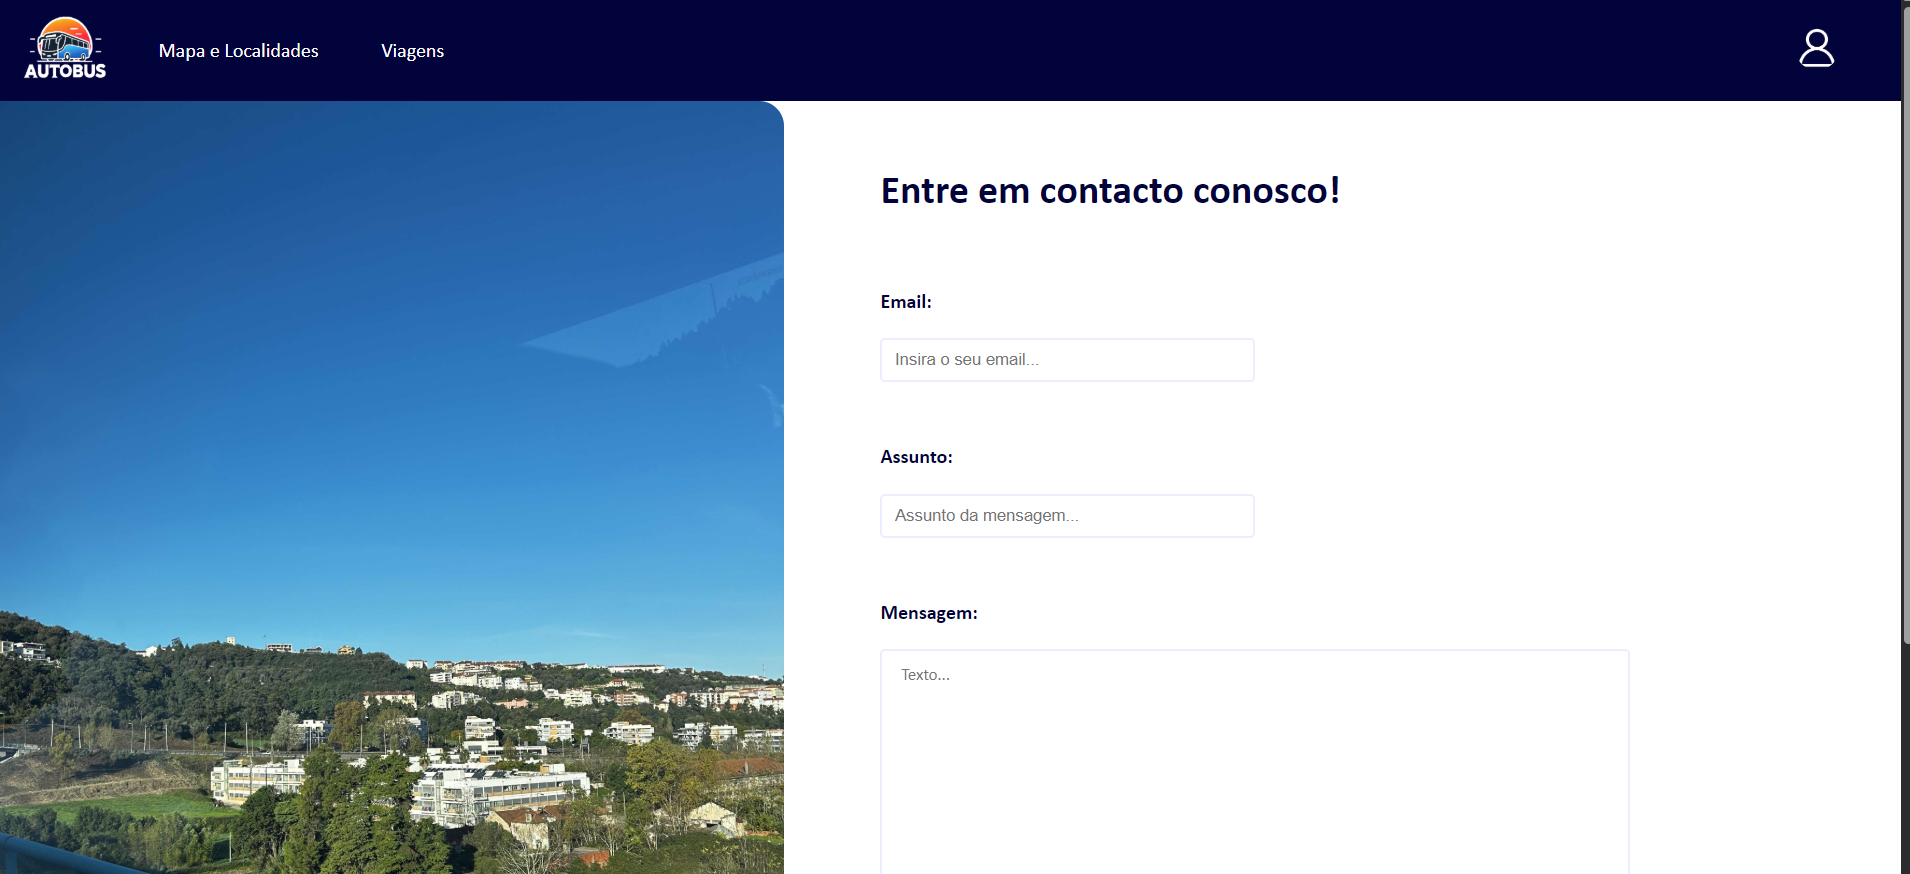 AUTOBUS
Mapa e Localidades
Viagens
Entre em contacto conosco!
Email:
Insira o seu email...
Assunto:
Assunto da mensagem...
Mensagem:
Texto...